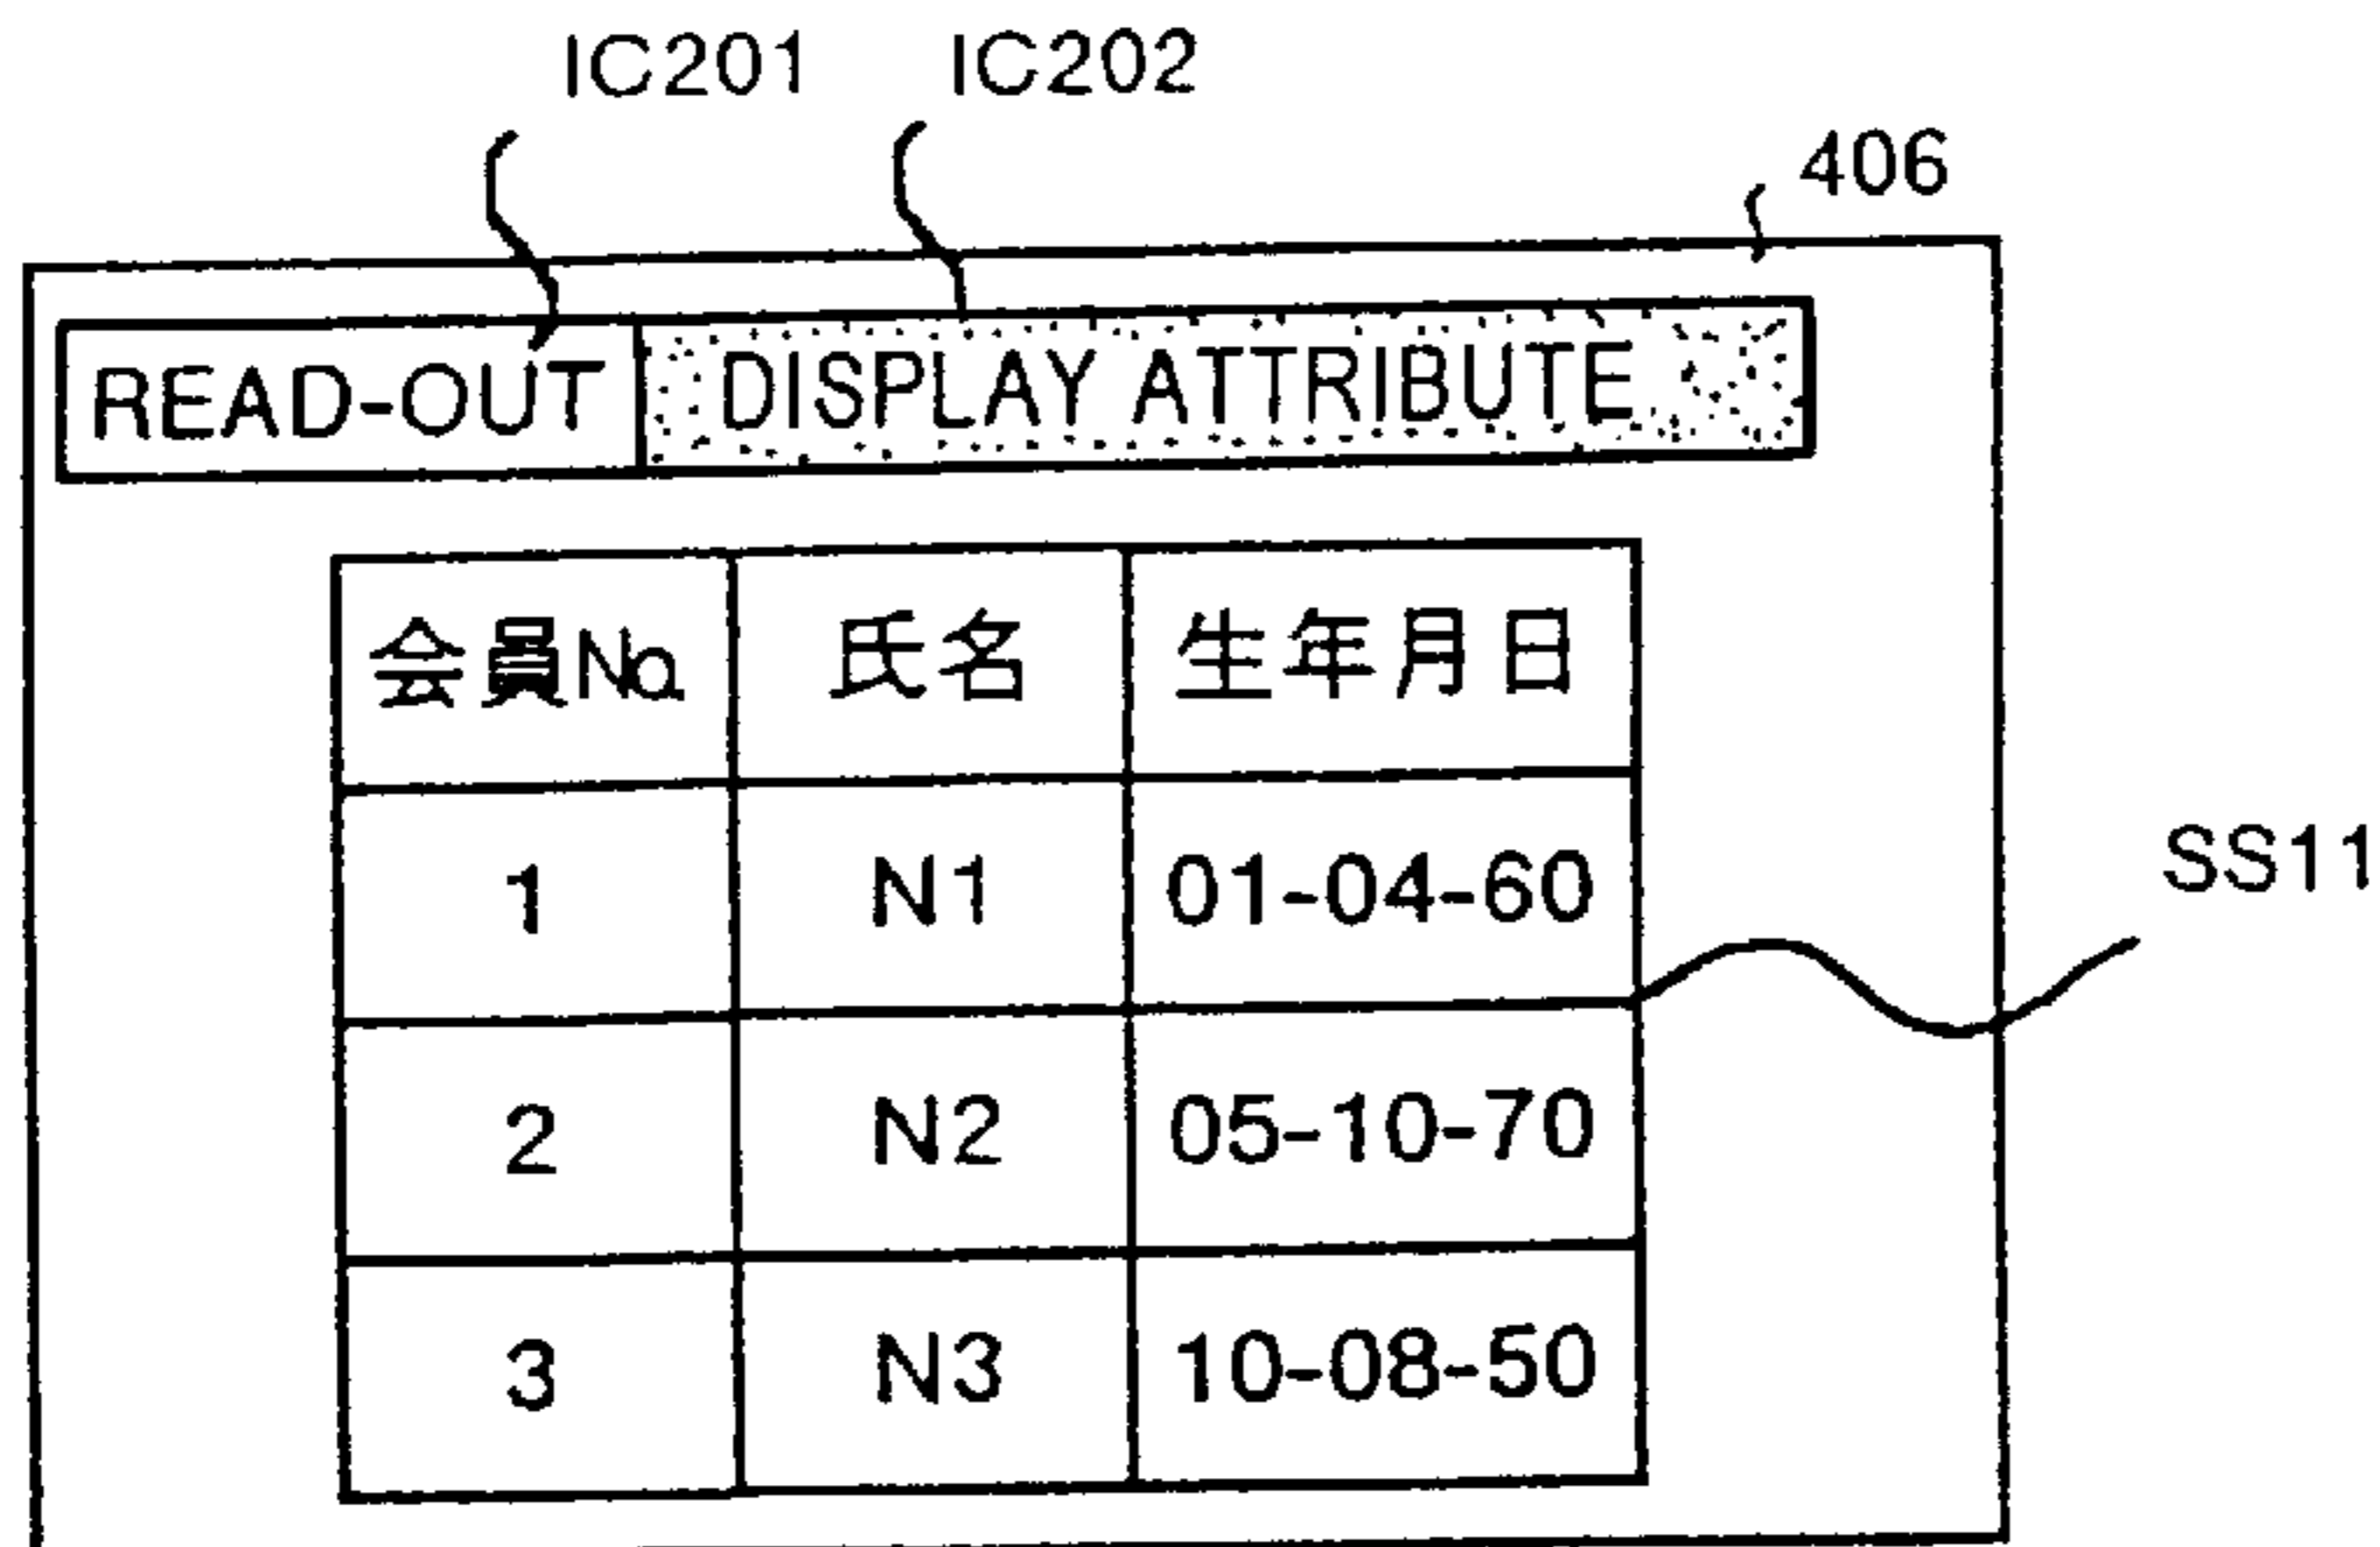 IC201 IC202
406
READ-OUT DISPLAY ATTRIBUTE
会員No. 氏名 生年月日
1 N1 01-04-60
SS11
2 N2 05-10-70
3 N3 10-08-50